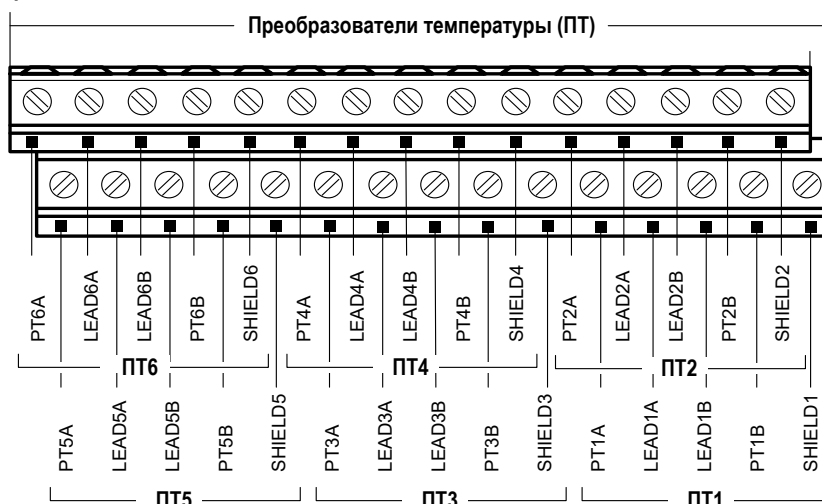 Преобразователи температуры (ПТ)
PT6A
LEAD6A
LEAD6B
PT6B
SHIELD6
PT4A
LEAD4A
LEAD4B
PT4B
SHIELD4
PT2A
LEAD2A
LEAD2B
PT2B
SHIELD2
ПТ6
ПТ4
ПТ2
PT5A
LEAD5A
LEAD5B
PT5B
SHIELD5
PT3A
LEAD3A
LEAD3B
PT3B
SHIELD3
PT1A
LEAD1A
LEAD1B
PT1B
SHIELD1
ПТ5
ПТ3
ПТ1